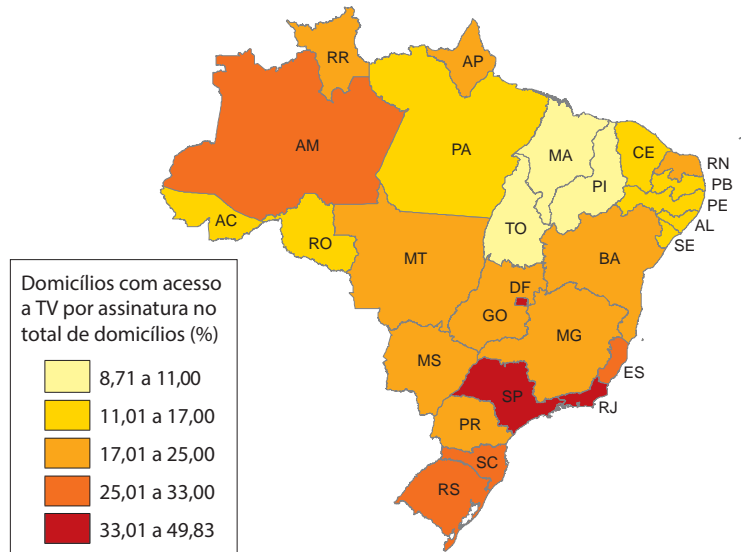 RR
AP
AM
PA
MA
CE
RN
PB
PI
PE
AL
AC
TO
SE
RO
BA
MT
DF
GO
MG
MS
ES
SP
RJ
PR
SC
RS
Domicílios com acesso
a TV por assinatura no
total de domicílios (%)
8,71 a 11,00
11,01 a 17,00
17,01 a 25,00
25,01 a 33,00
33,01 a 49,83